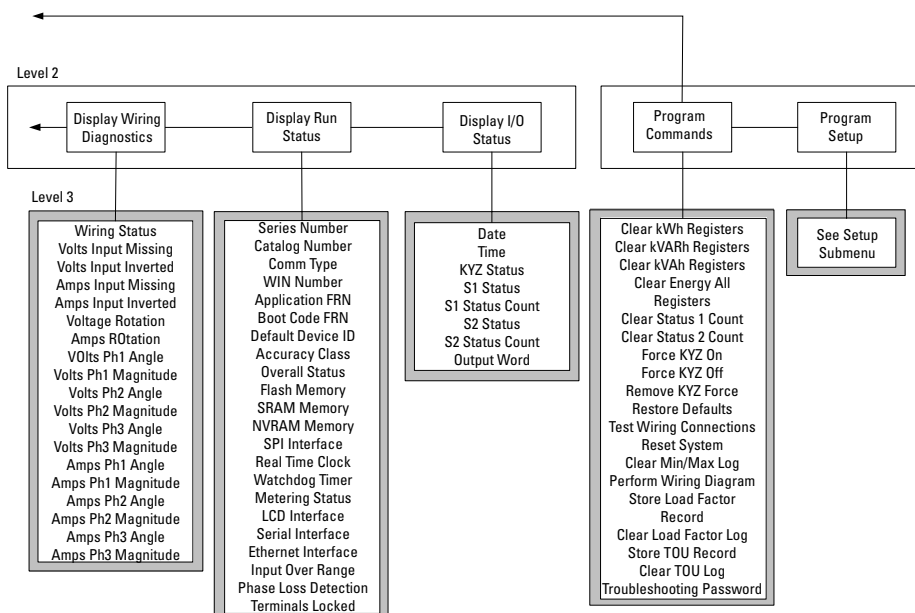 Level 2
Display Wiring
Diagnostics
Display Run
Status
Display I/O
Status
Program
Commands
Program
Setup
Level 3
Wiring Status
Volts Input Missing
Volts Input Inverted
Amps Input Missing
Amps Input Inverted
Voltage Rotation
Amps ROtation
VOlts Ph1 Angle
Volts Ph1 Magnitude
Volts Ph2 Angle
Volts Ph2 Magnitude
Volts Ph3 Angle
Volts Ph3 Magnitude
Amps Ph1 Angle
Amps Ph1 Magnitude
Amps Ph2 Angle
Amps Ph2 Magnitude
Amps Ph3 Angle
Amps Ph3 Magnitude
Series Number
Catalog Number
Comm Type
WIN Number
Application FRN
Boot Code FRN
Default Device ID
Accuracy Class
Overall Status
Flash Memory
SRAM Memory
NVRAM Memory
SPI Interface
Real Time Clock
Watchdog Timer
Metering Status
LCD Interface
Serial Interface
Ethernet Interface
Input Over Range
Phase Loss Detection
Terminals Locked
Date
Time
KYZ Status
S1 Status
S1 Status Count
S2 Status
S2 Status Count
Output Word
Clear kWh Registers
Clear kVARh Registers
Clear kVAh Registers
Clear Energy All
Registers
Clear Status 1 Count
Clear Status 2 Count
Force KYZ On
Force KYZ Off
Remove KYZ Force
Restore Defaults
Test Wiring Connections
Reset System
Clear Min/Max Log
Perform Wiring Diagram
Store Load Factor
Record
Clear Load Factor Log
Store TOU Record
Clear TOU Log
Troubleshooting Password
See Setup
Submenu